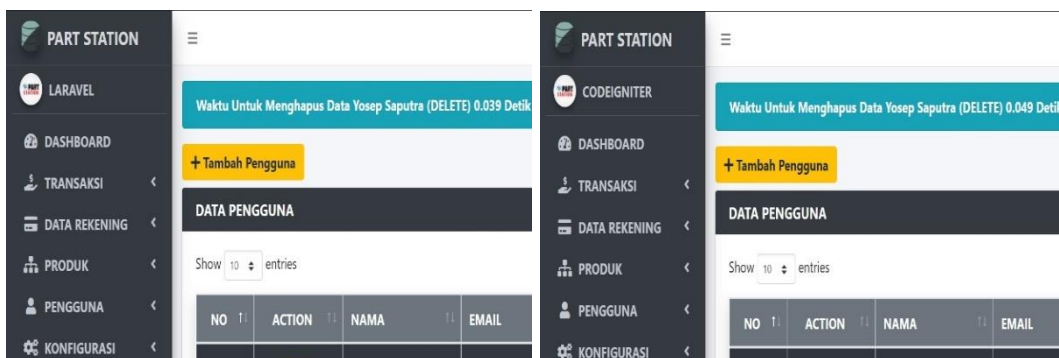 PART STATION
LARAVEL
Waktu Untuk Menghapus Data Yosep Saputra (DELETE) 0.039 Detik
DASHBOARD
+ Tambah Pengguna
TRANSAKSI
DATA PENGGUNA
DATA REKENING
Show 10 entries
PRODUK
PENGGUNA
NO ACTION NAMA EMAIL
KONFIGURASI
PART STATION
CODEIGNITER
Waktu Untuk Menghapus Data Yosep Saputra (DELETE) 0.049 Deti
DASHBOARD
+ Tambah Pengguna
TRANSAKSI
DATA PENGGUNA
DATA REKENING
Show 10 entries
PRODUK
PENGGUNA
NO ACTION NAMA EMAIL
KONFIGURASI